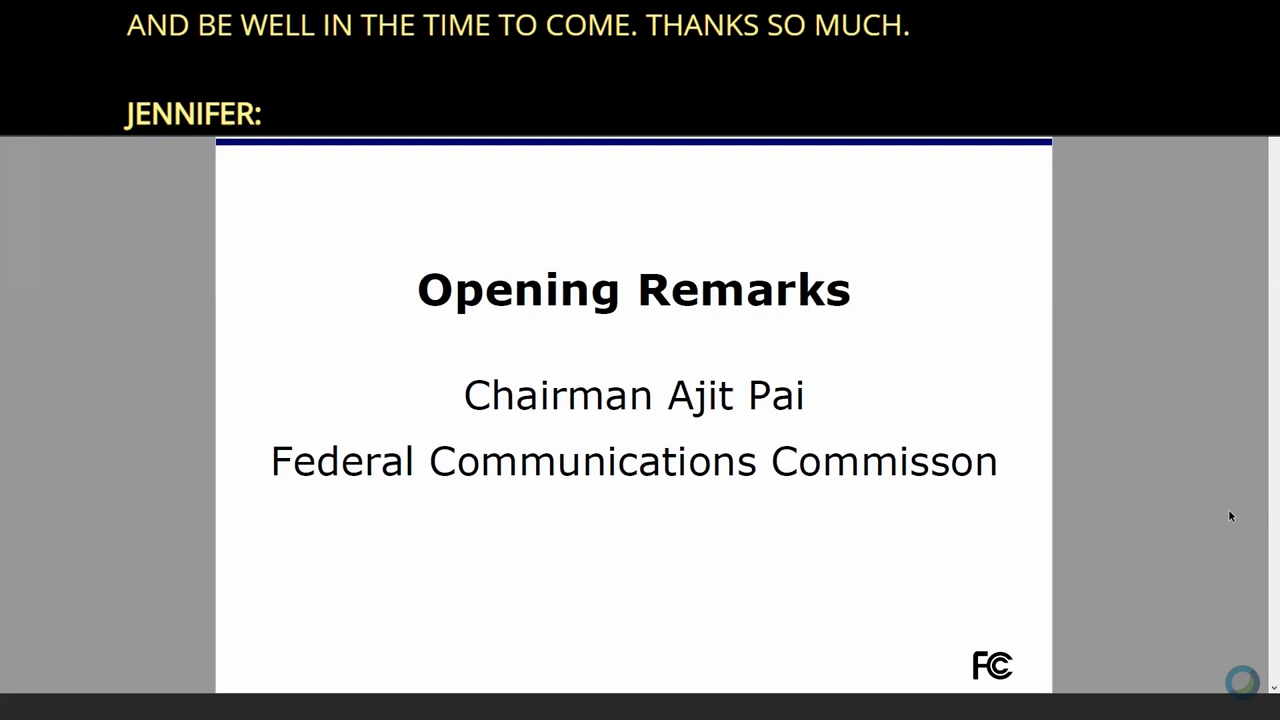 AND BE WELL IN THE TIME TO COME. THANKS SO MUCH.
JENNIFER:
Opening Remarks
Chairman Ajit Pai
Federal Communications Commisson
FCC